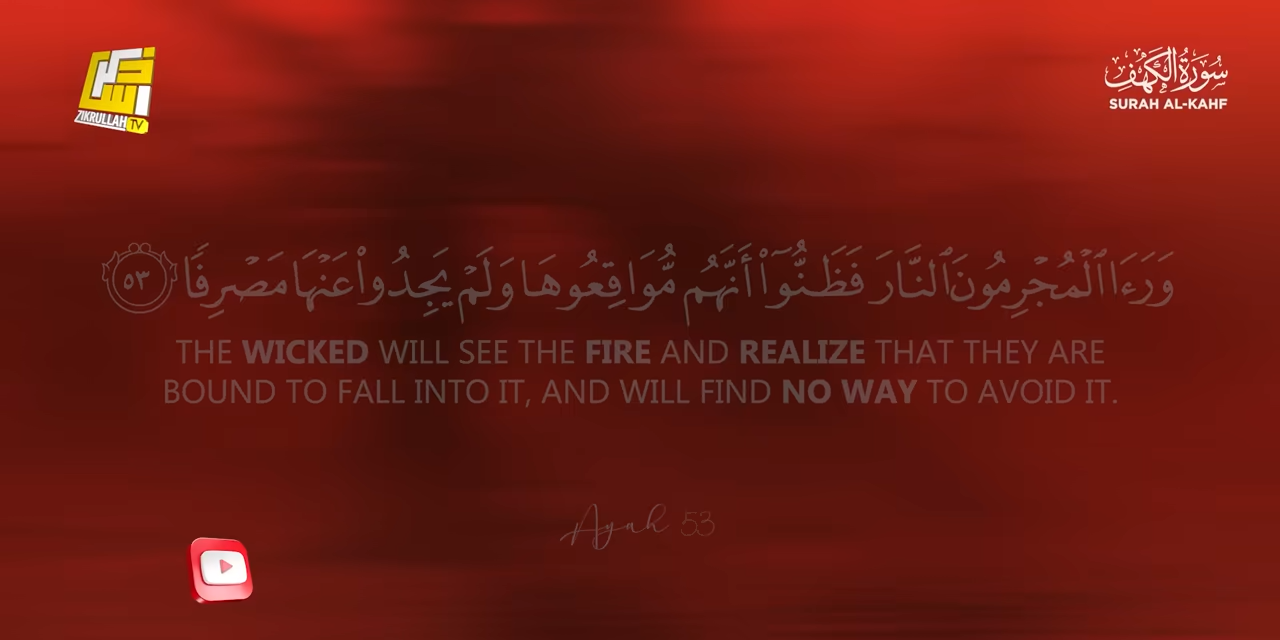 ذكر الله
ZIKRULLAH TV
سُورَةُ الكَهْفِ
SURAH AL-KAHF
وَرَءَا ٱلْمُجْرِمُونَ ٱلنَّارَ فَظَنُّوٓا۟ أَنَّهُم مُّوَاقِعُوهَا وَلَمْ يَجِدُوا۟ عَنْهَا مَصْرِفًا ٥٣
THE WICKED WILL SEE THE FIRE AND REALIZE THAT THEY ARE
BOUND TO FALL INTO IT, AND WILL FIND NO WAY TO AVOID IT.
Ayah 53